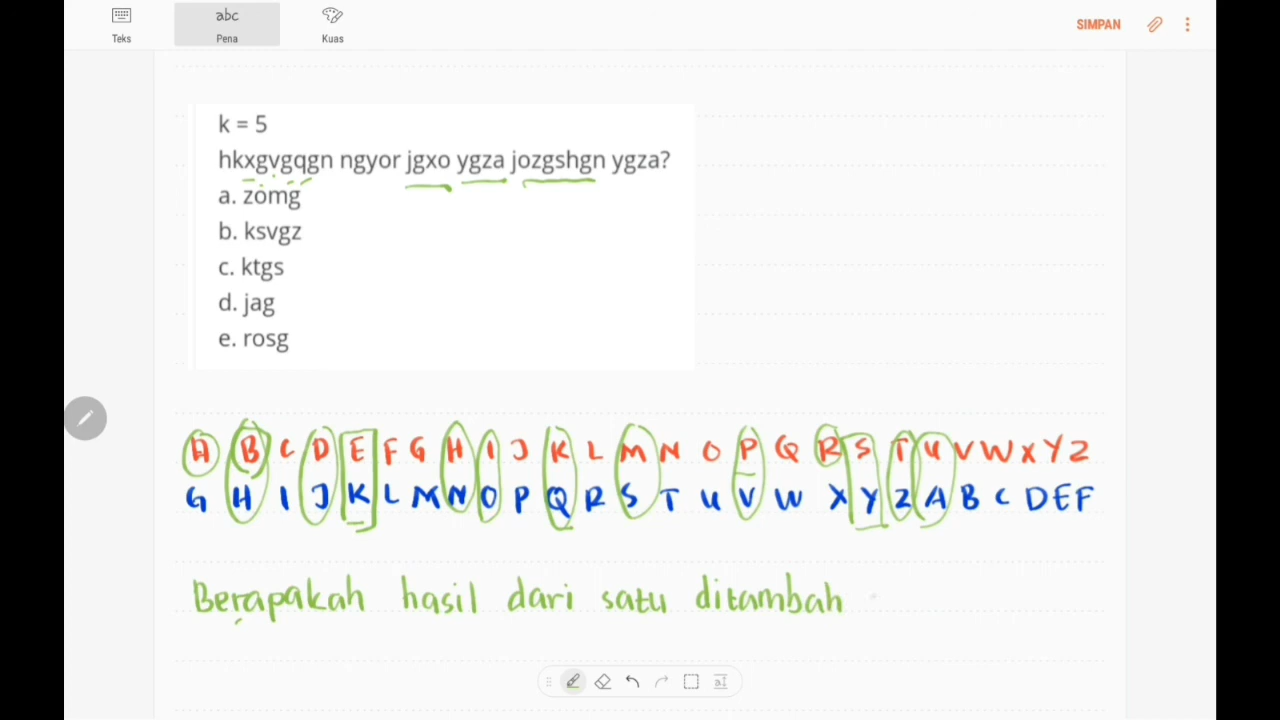 Teks
abc
Pena
Kuas
SIMPAN
k = 5
hkxgvgqgn ngyor jgxo ygza jozgshgn ygza?
a. zomg
b. ksvgz
c. ktgs
d. jag
e. rosg
A B C D E F G H I J K L M N O P Q R S T U V W X Y Z
G H I J K L M N O P Q R S T U V W X Y Z A B C D E F
Berapakah hasil dari satu ditambah